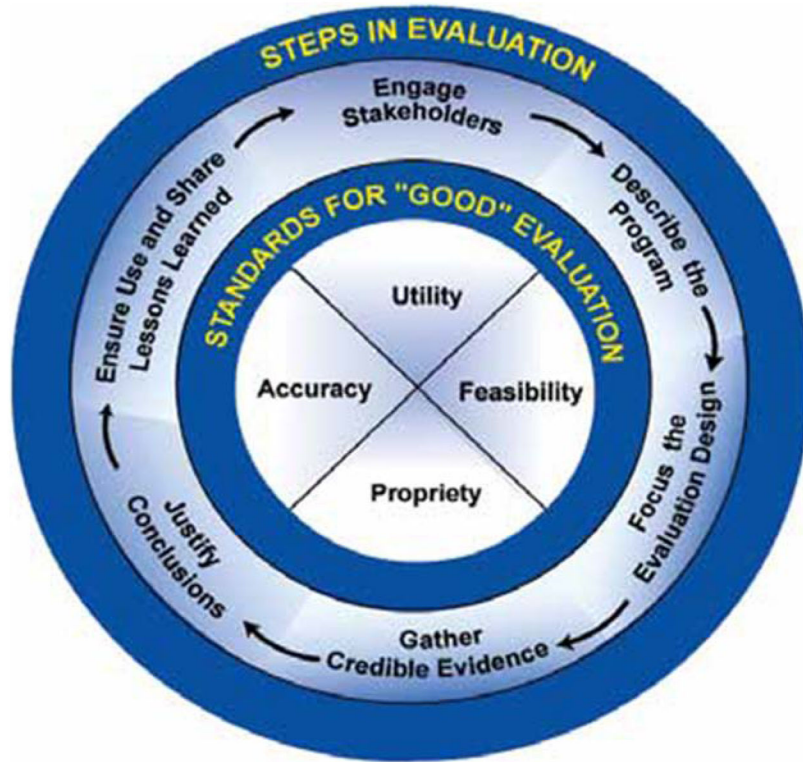 STEPS IN EVALUATION
Engage
Stakeholders
Describe the
Program
Focus the
Evaluation Design
Gather
Credible Evidence
Justify
Conclusions
Ensure Use and Share
Lessons Learned
STANDARDS FOR "GOOD" EVALUATION
Utility
Feasibility
Propriety
Accuracy